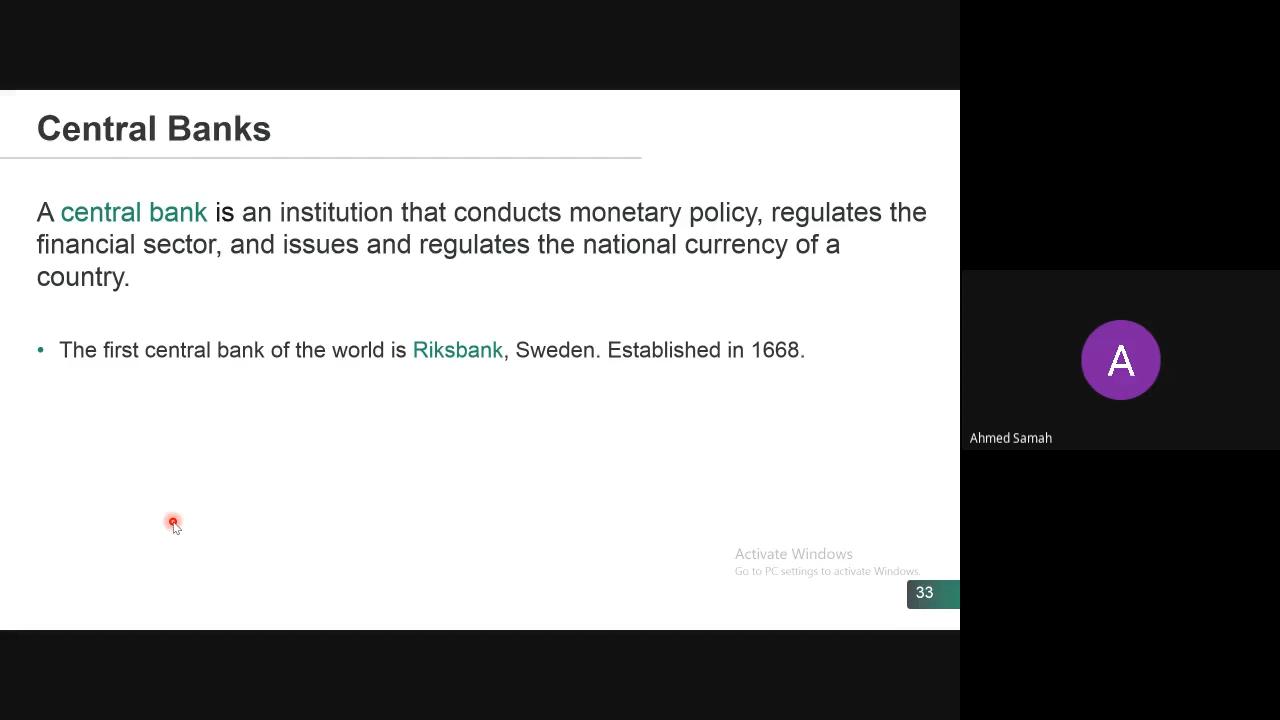 Central Banks
A central bank is an institution that conducts monetary policy, regulates the
financial sector, and issues and regulates the national currency of a
country.
• The first central bank of the world is Riksbank, Sweden. Established in 1668.
A
Ahmed Samah
Activate Windows
Go to PC settings to activate Windows.
33